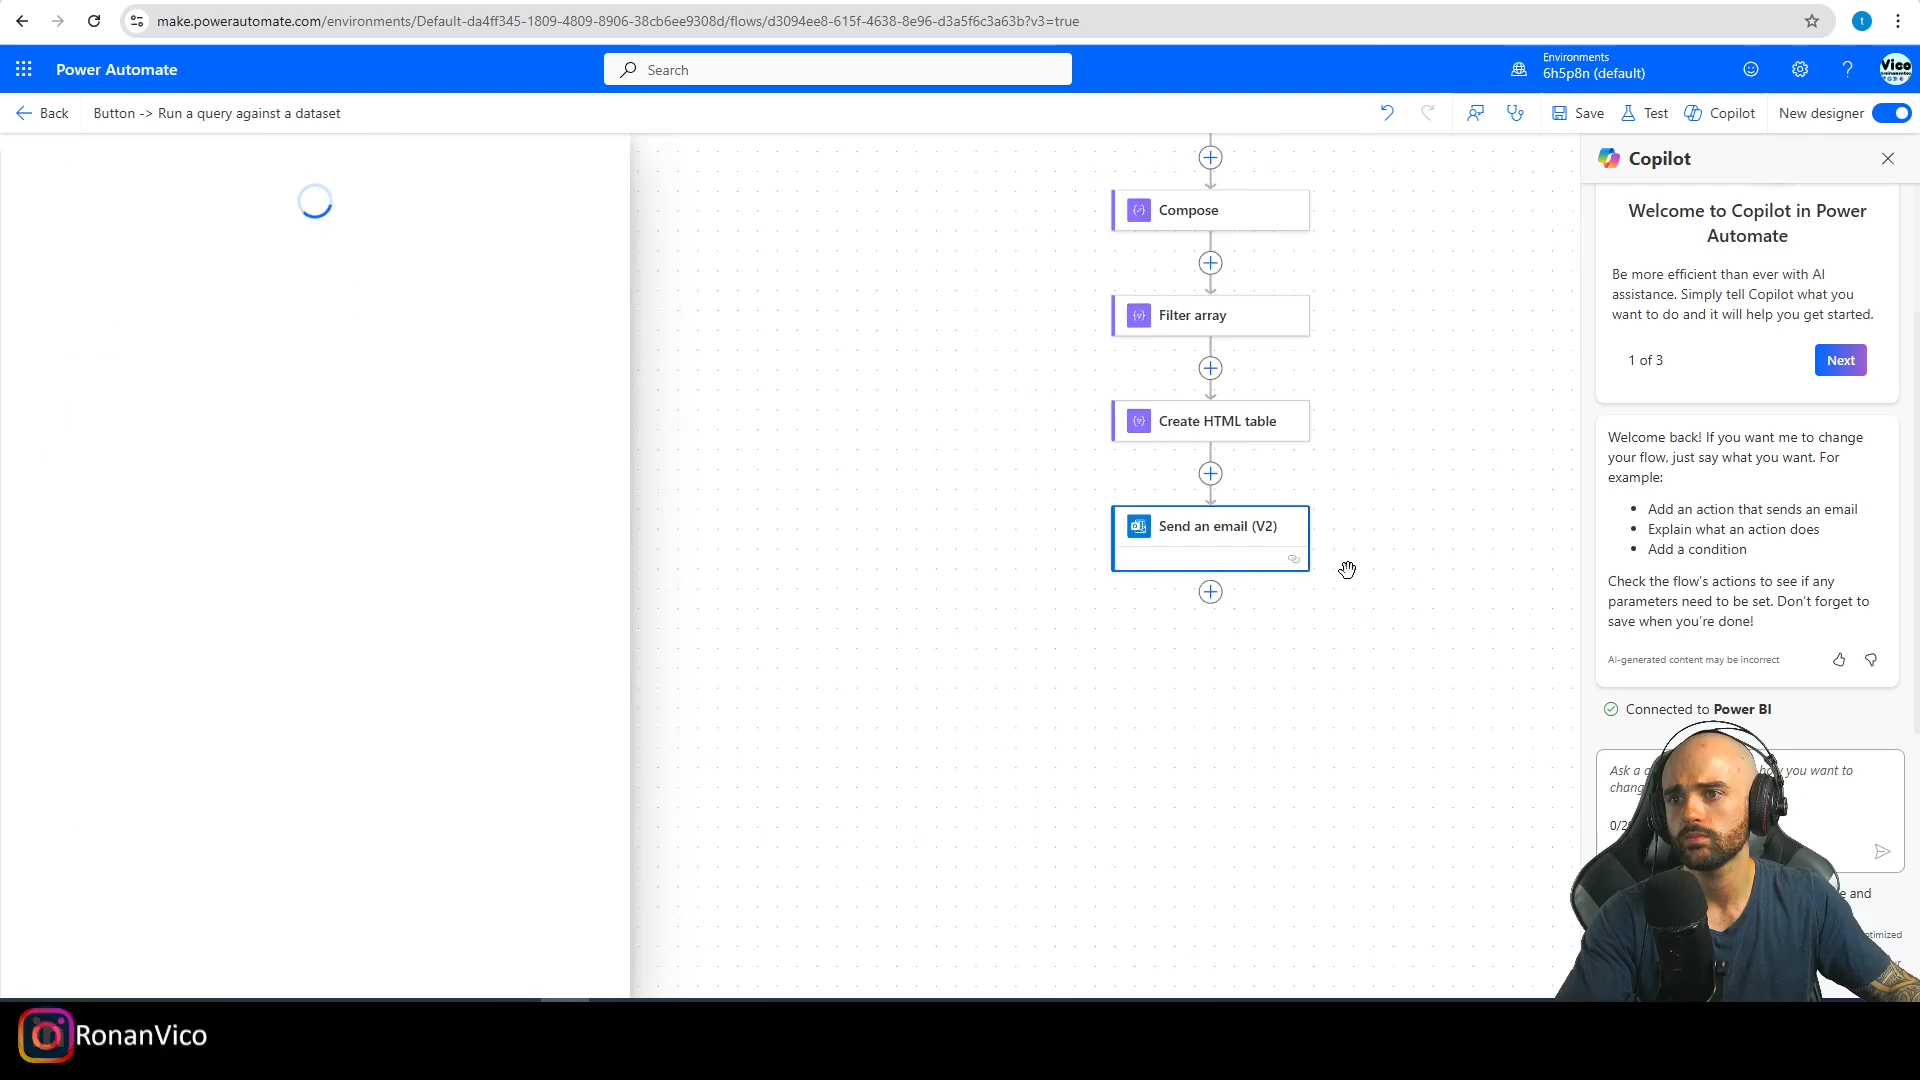 make.powerautomate.com/environments/Default-da4ff345-1809-4809-8906-38cb6ee9308d/flows/d3094ee8-615f-4638-8e96-d3a5f6c3a63b?v3=true
t
Power Automate
Search
Environments
6h5p8n (default)
Vico
Back
Button -> Run a query against a dataset
Save
Test
Copilot
New designer
Compose
Filter array
Create HTML table
Send an email (V2)
Copilot
Welcome to Copilot in Power
Automate
Be more efficient than ever with AI
assistance. Simply tell Copilot what you
want to do and it will help you get started.
1 of 3
Next
Welcome back! If you want me to change
your flow, just say what you want. For
example:
• Add an action that sends an email
• Explain what an action does
• Add a condition
Check the flow's actions to see if any
parameters need to be set. Don't forget to
save when you're done!
AI-generated content may be incorrect
Connected to Power BI
Ask a
you want to
and
RonanVico